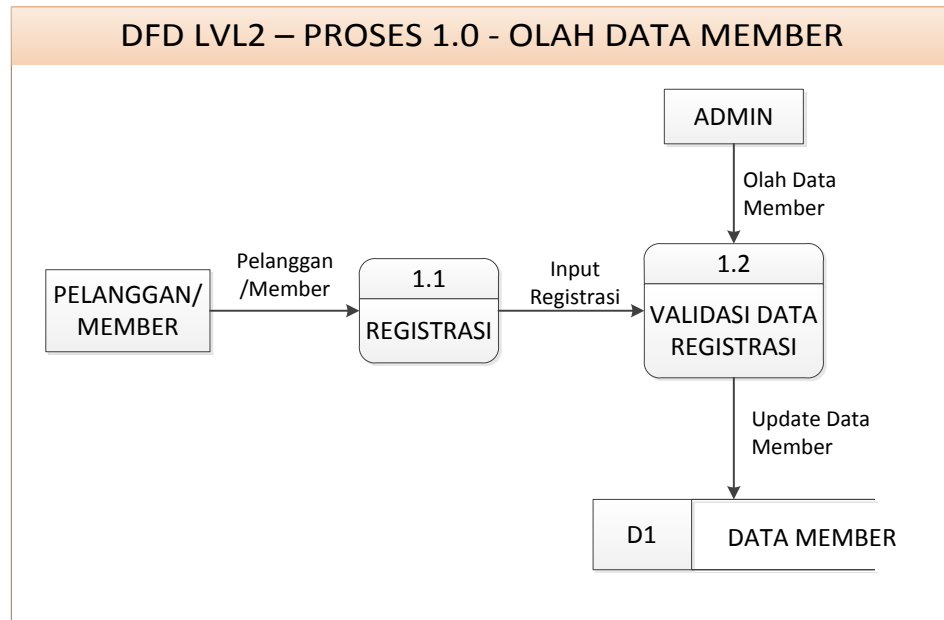 DFD LVL2 – PROSES 1.0 - OLAH DATA MEMBER
ADMIN
Olah Data
Member
PELANGGAN/
MEMBER
Pelanggan
/Member
1.1
REGISTRASI
Input
Registrasi
1.2
VALIDASI DATA
REGISTRASI
Update Data
Member
D1
DATA MEMBER